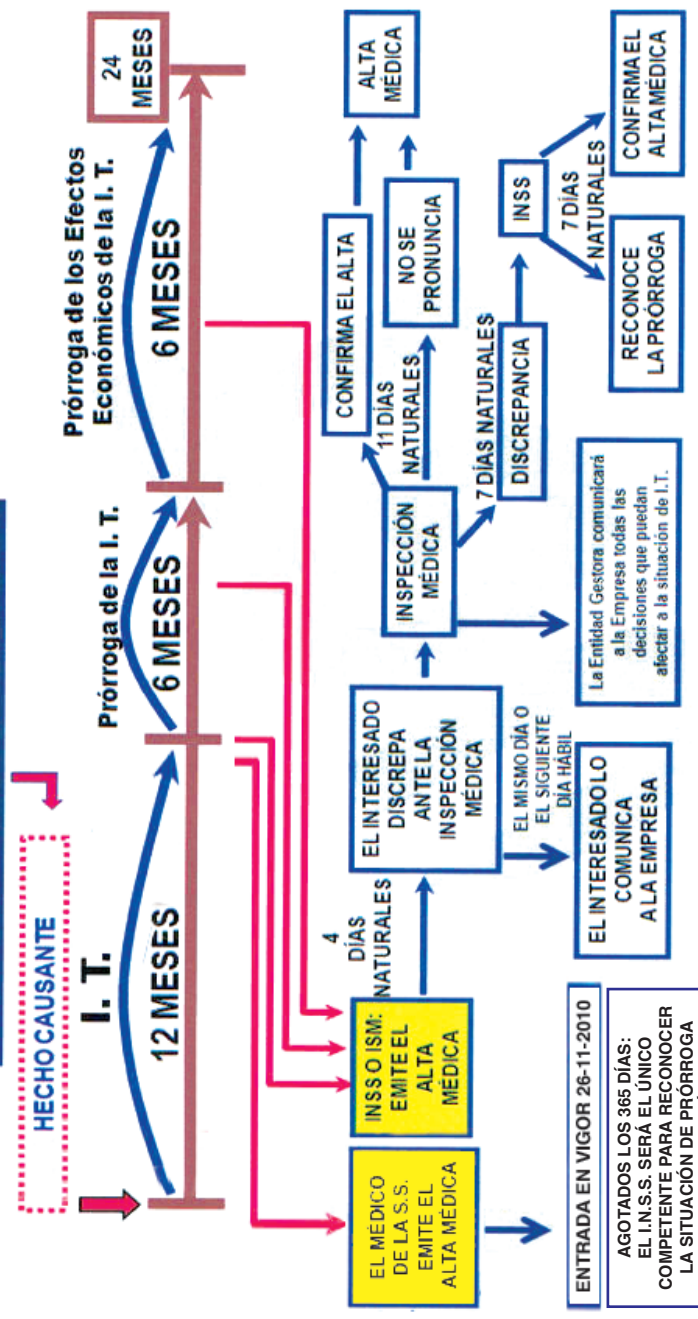 HECHO CAUSANTE
I. T.
12 MESES
Prórroga de la I. T.
6 MESES
Prórroga de los Efectos
Económicos de la I. T.
6 MESES
24
MESES
EL MÉDICO
DE LA S.S.
EMITE EL
ALTA MÉDICA
INSS O ISM:
EMITE EL
ALTA
MÉDICA
4
DÍAS
NATURALES
EL INTERESADO
DISCREPA
ANTE LA
INSPECCIÓN
MÉDICA
INSPECCIÓN
MÉDICA
CONFIRMA EL ALTA
11 DÍAS
NATURALES
NO SE
PRONUNCIA
ALTA
MÉDICA
7 DÍAS NATURALES
DISCREPANCIA
INSS
7 DÍAS
NATURALES
RECONOCE
LA PRÓRROGA
CONFIRMA EL
ALTA MÉDICA
EL MISMO DÍA O
EL SIGUIENTE
DÍA HÁBIL
EL INTERESADO LO
COMUNICA
A LA EMPRESA
La Entidad Gestora comunicará
a la Empresa todas las
decisiones que puedan
afectar a la situación de I.T.
ENTRADA EN VIGOR 26-11-2010
AGOTADOS LOS 365 DÍAS:
EL I.N.S.S. SERÁ EL ÚNICO
COMPETENTE PARA RECONOCER
LA SITUACIÓN DE PRÓRROGA